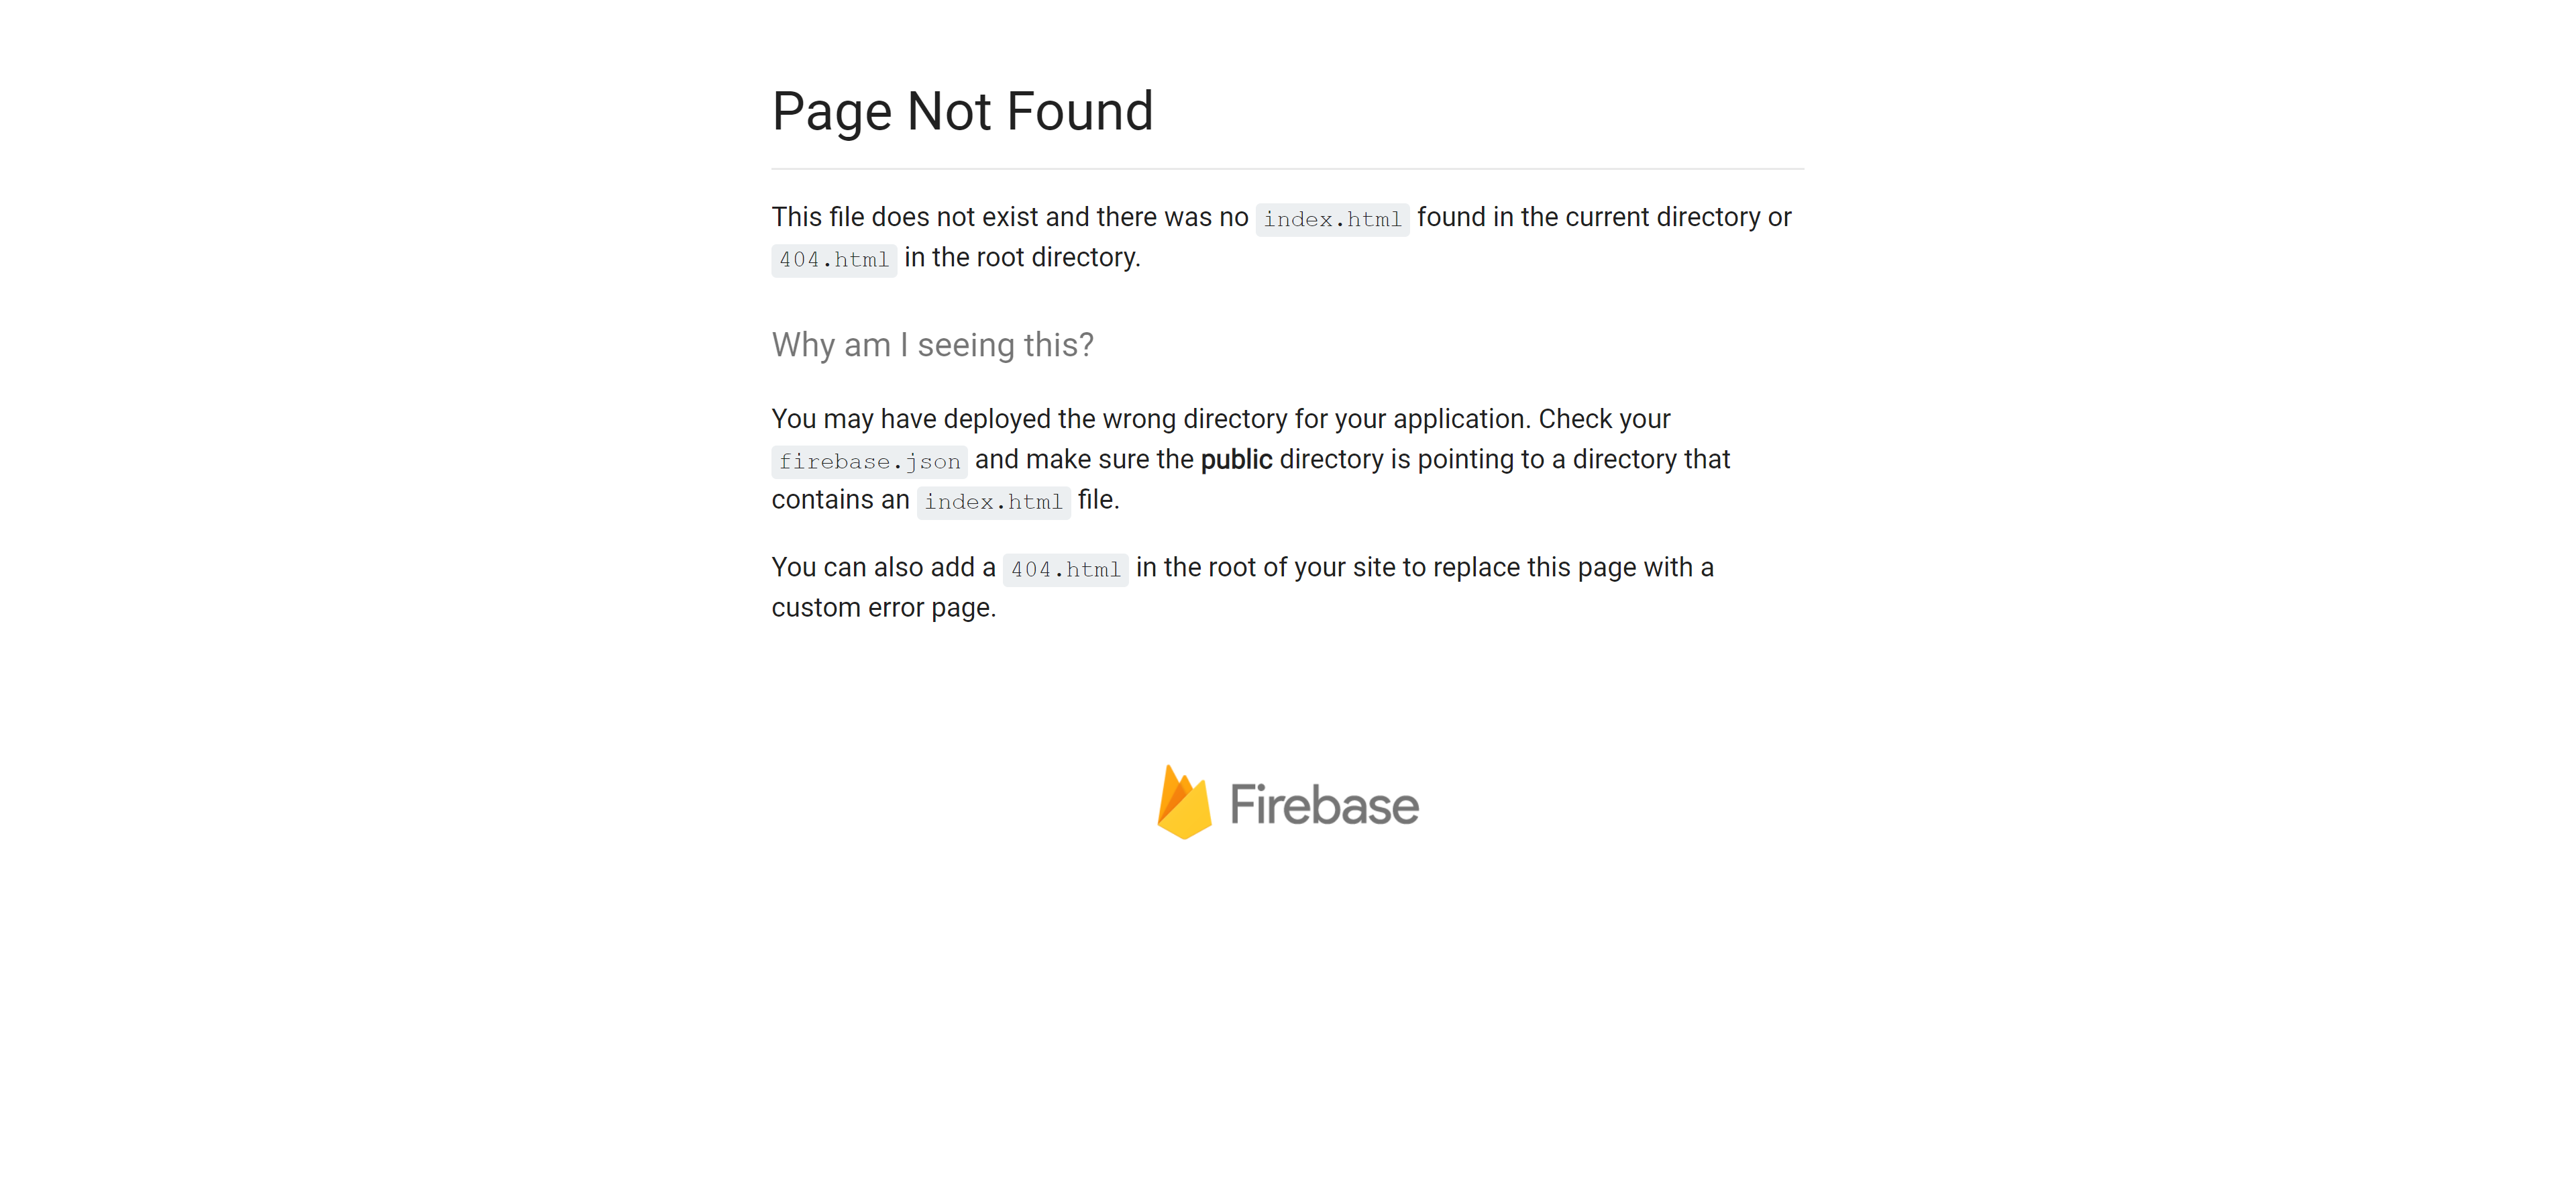 Page Not Found
This file does not exist and there was no index.html found in the current directory or
404.html in the root directory.
Why am I seeing this?
You may have deployed the wrong directory for your application. Check your
firebase.json and make sure the public directory is pointing to a directory that
contains an index.html file.
You can also add a 404.html in the root of your site to replace this page with a
custom error page.
Firebase